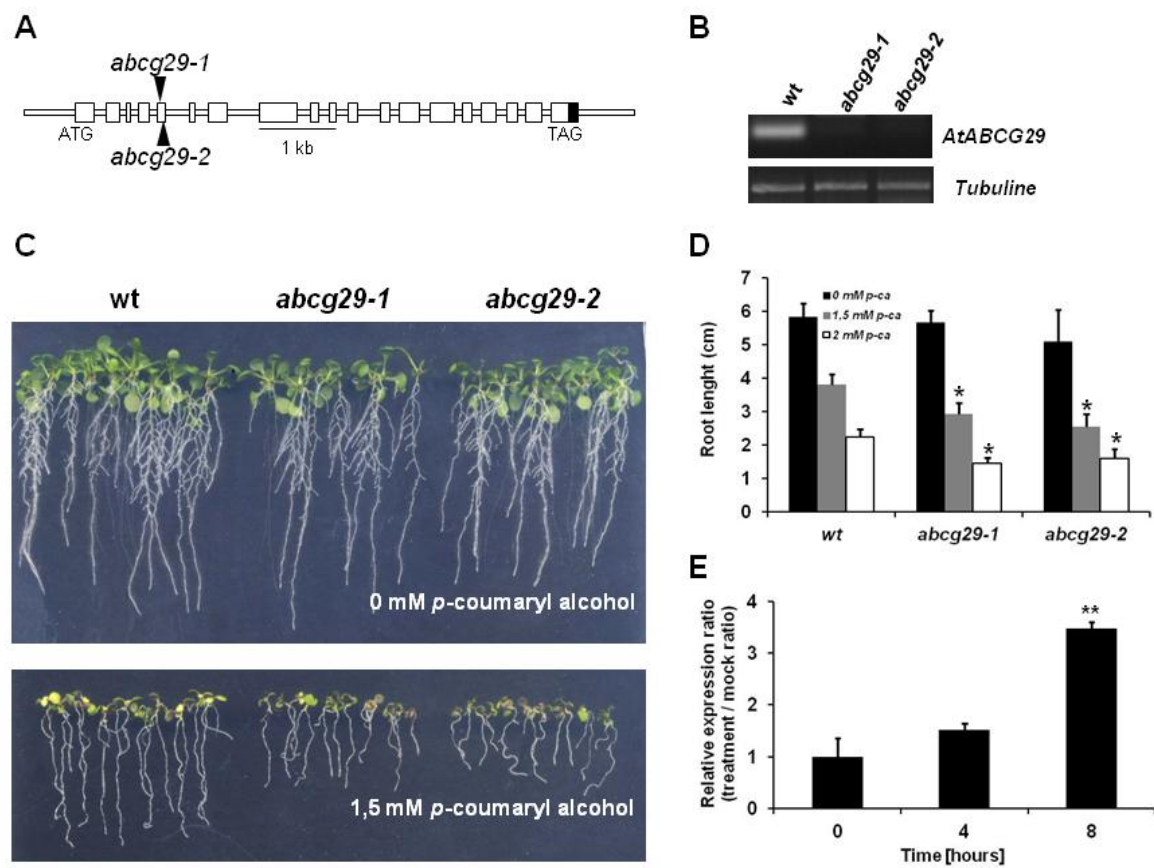 A
abcg29-1
ATG
TAG
1 kb
abcg29-2
B
wt
abcg29-1
abcg29-2
AtABCG29
Tubuline
C
wt abcg29-1 abcg29-2
0 mM p-coumaryl alcohol
1,5 mM p-coumaryl alcohol
D
Root lenght (cm)
7
6
5
4
3
2
1
0
0 mM p-ca
1,5 mM p-ca
2 mM p-ca
* * * *
wt abcg29-1 abcg29-2
E
Relative expression ratio
(treatment / mock ratio)
4
3
2
1
0
**
0 4 8
Time [hours]